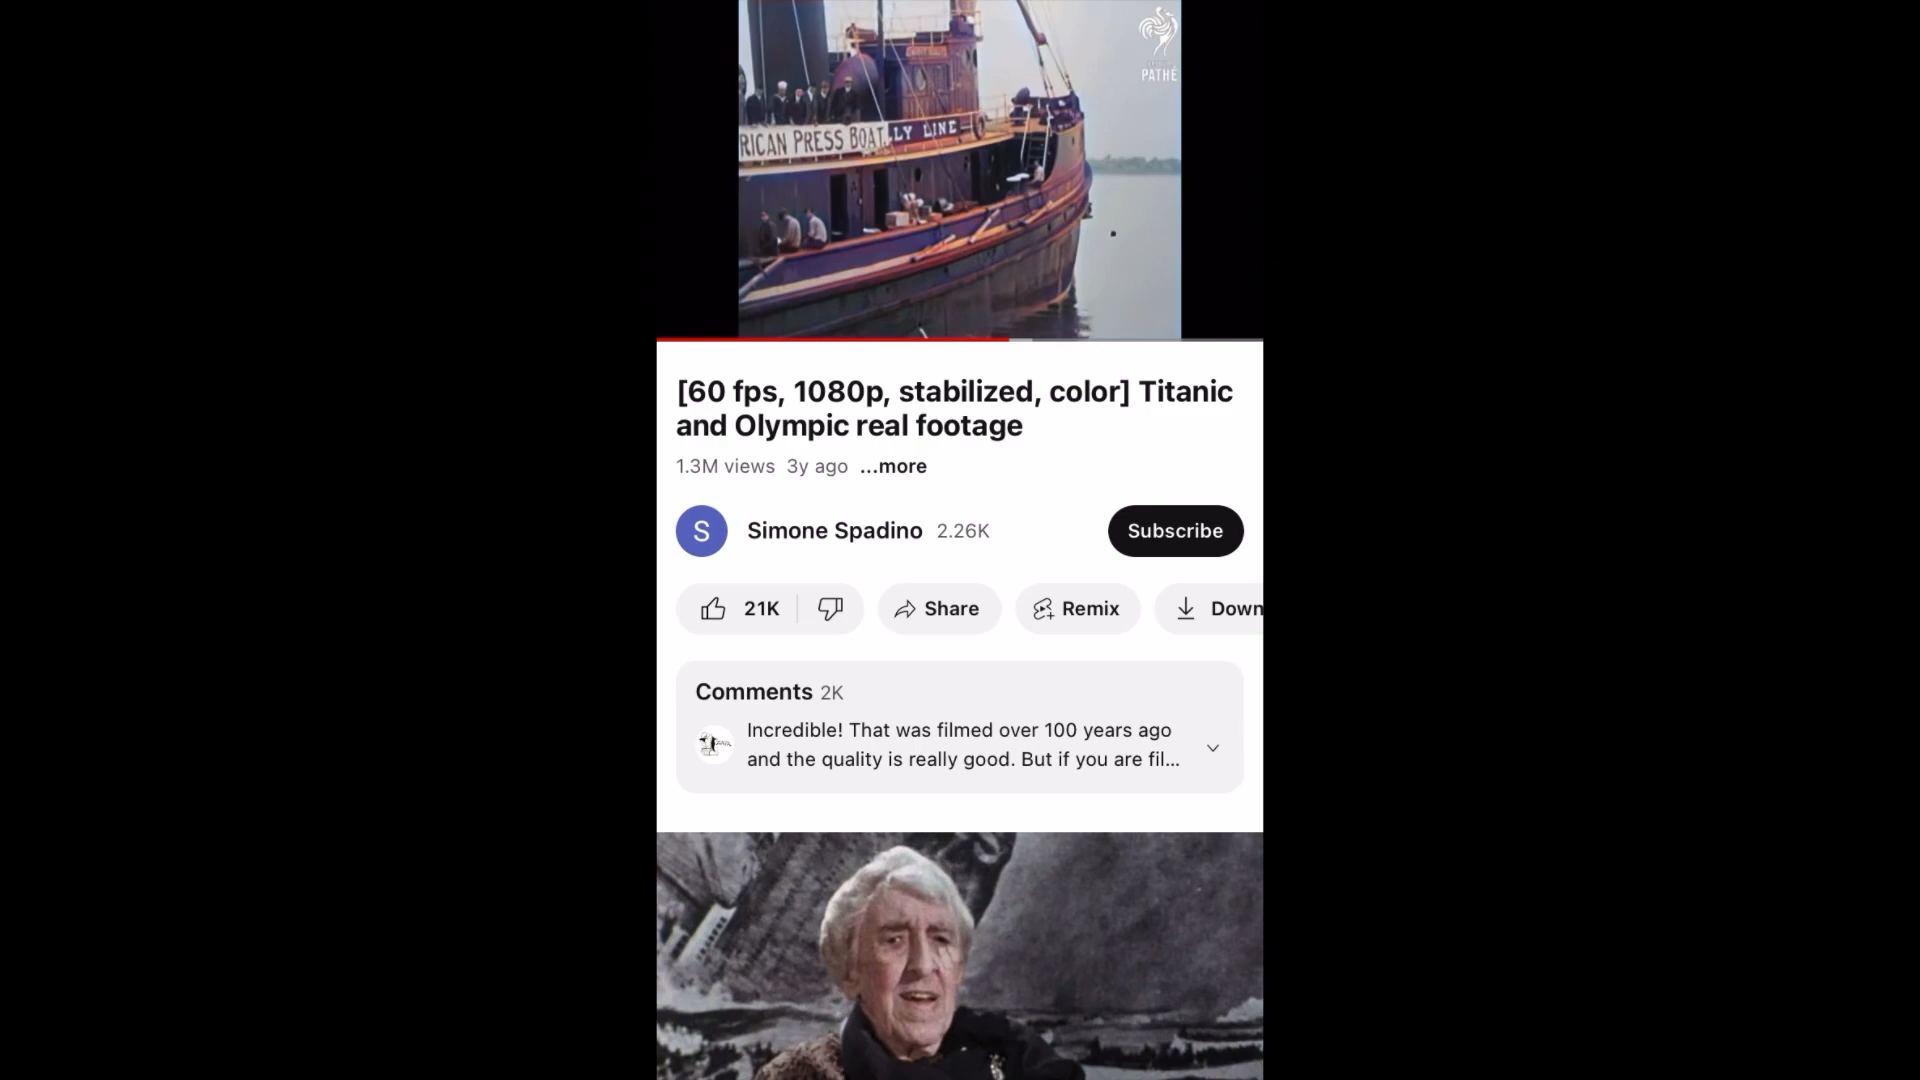 PATHÉ
RICAN PRESS BOAT. LY LINE
[60 fps, 1080p, stabilized, color] Titanic
and Olympic real footage
1.3M views 3y ago ...more
S Simone Spadino 2.26K Subscribe
21K Share Remix Down
Comments 2K
Incredible! That was filmed over 100 years ago
and the quality is really good. But if you are fil...